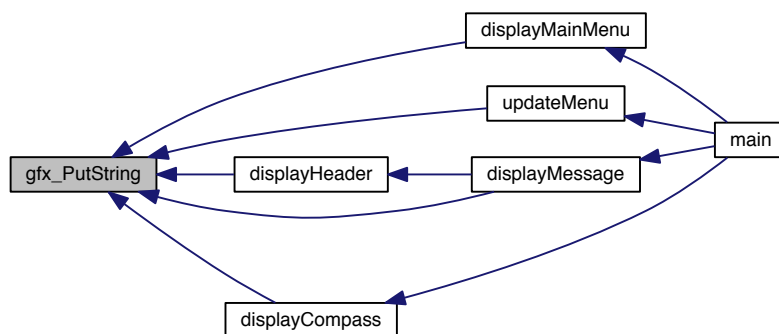 displayMainMenu
updateMenu
main
gfx_PutString
displayHeader
displayMessage
displayCompass